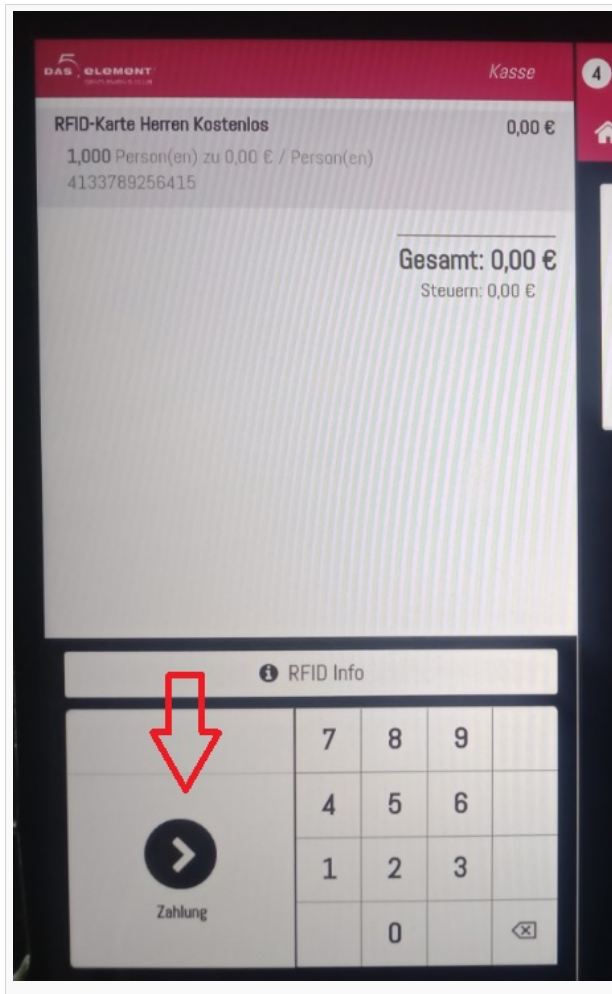 5
DAS ELEMENT
Kasse
4
RFID-Karte Herren Kostenlos 0,00 €
1,000 Person(en) zu 0,00 € / Person(en)
4133789256415
Gesamt: 0,00 €
Steuern: 0,00 €
RFID Info
7 8 9
4 5 6
1 2 3
0
Zahlung